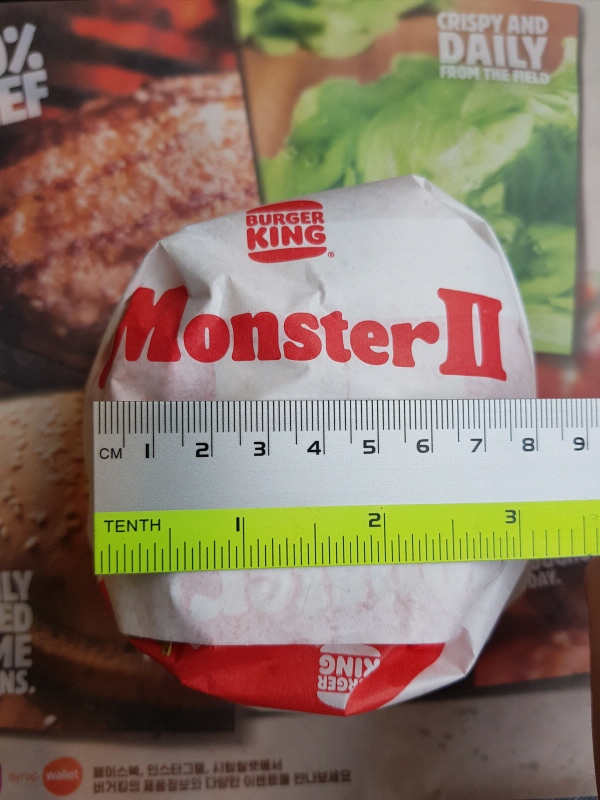 CRISPY AND
DAILY
FROM THE FIELD
%
EF
BURGER
KING®
Monster II
CM 1 2 3 4 5 6 7 8 9
TENTH 1 2 3
DAY.
ILY
ED
ME
NS.
BURGER
KING
syrup wallet
페이스북, 인스타그램, 시럽월렛에서
버거킹의 제품정보와 다양한 이벤트를 만나보세요